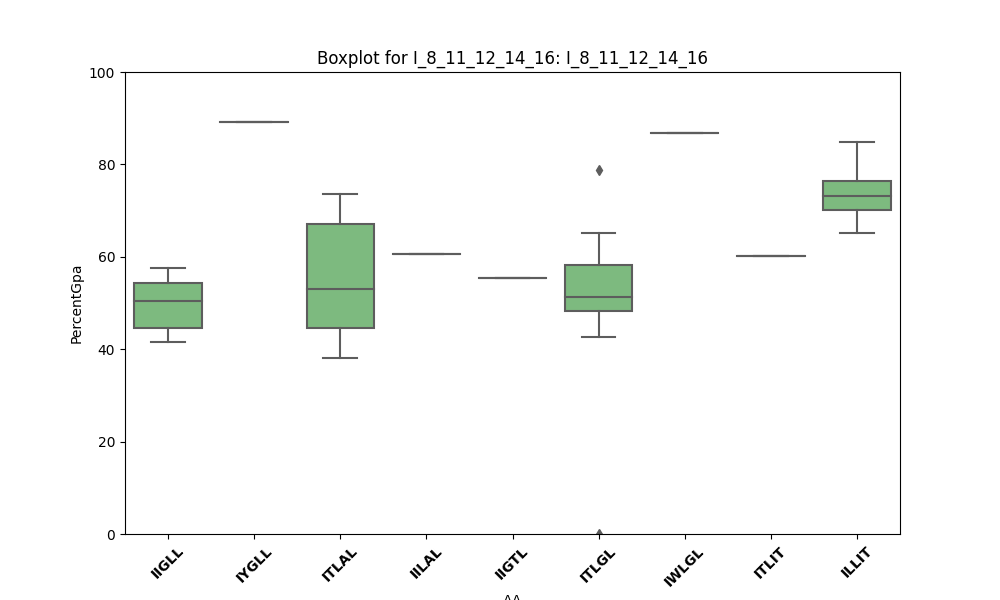 Boxplot for I_8_11_12_14_16: I_8_11_12_14_16
100
80
60
40
20
0
PercentGpa
IIGLL
IYGLL
ITLAL
IILAL
IIGTL
ITLGL
IWLGL
ITLIT
ILLIT
AA